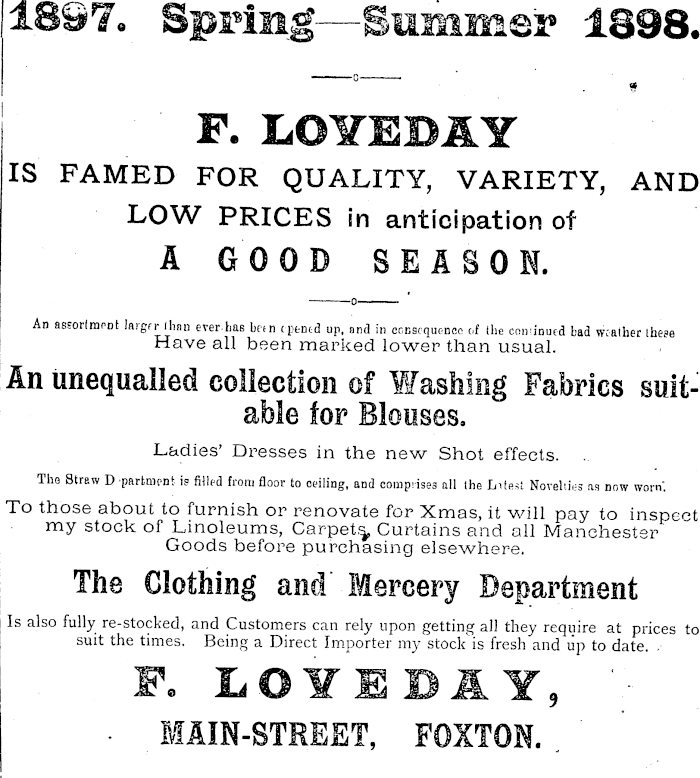 1897. Spring—Summer 1898.
F. LOVEDAY
IS FAMED FOR QUALITY, VARIETY, AND
LOW PRICES in anticipation of
A GOOD SEASON.
An assortment larger than ever has been opened up, and in consequence of the continued bad weather these
Have all been marked lower than usual.
An unequalled collection of Washing Fabrics suit-
able for Blouses.
Ladies' Dresses in the new Shot effects.
The Straw D partment is filled from floor to ceiling, and comprises all the Latest Novelties as now worn.
To those about to furnish or renovate for Xmas, it will pay to inspect
my stock of Linoleums, Carpets, Curtains and all Manchester
Goods before purchasing elsewhere.
The Clothing and Mercery Department
Is also fully re-stocked, and Customers can rely upon getting all they require at prices to
suit the times. Being a Direct Importer my stock is fresh and up to date.
F. LOVEDAY,
MAIN-STREET, FOXTON.